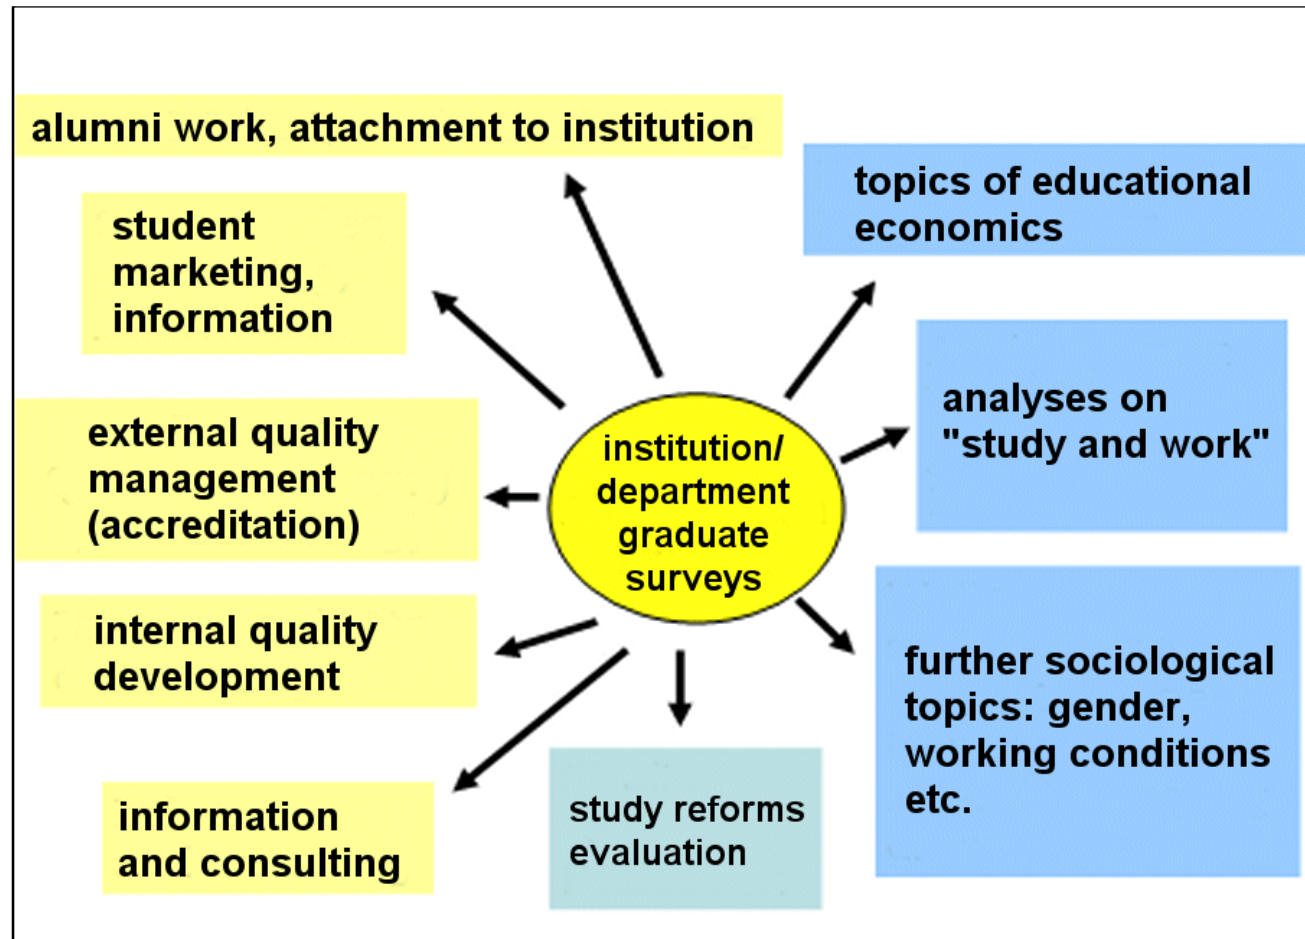 alumni work, attachment to institution
topics of educational
economics
student
marketing,
information
analyses on
"study and work"
external quality
management
(accreditation)
institution/
department
graduate
surveys
internal quality
development
further sociological
topics: gender,
working conditions
etc.
information
and consulting
study reforms
evaluation